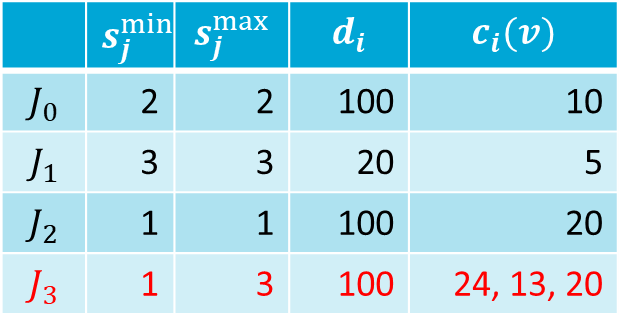 s_j^min s_j^max d_i c_i(v)
J_0 2 2 100 10
J_1 3 3 20 5
J_2 1 1 100 20
J_3 1 3 100 24, 13, 20